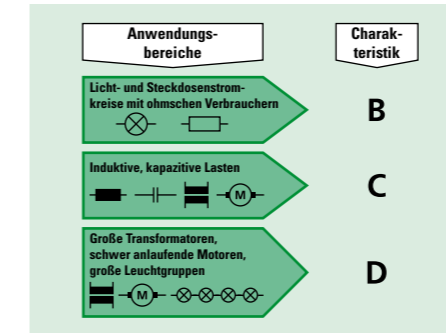 Anwendungs-
bereiche
Charak-
teristik
Licht- und Steckdosenstrom-
kreise mit ohmschen Verbrauchern
B
Induktive, kapazitive Lasten
M
C
Große Transformatoren,
schwer anlaufende Motoren,
große Leuchtgruppen
M
D